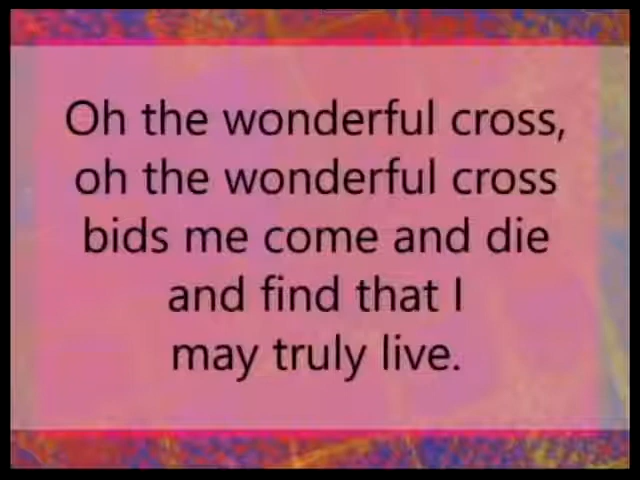 Oh the wonderful cross,
oh the wonderful cross
bids me come and die
and find that I
may truly live.